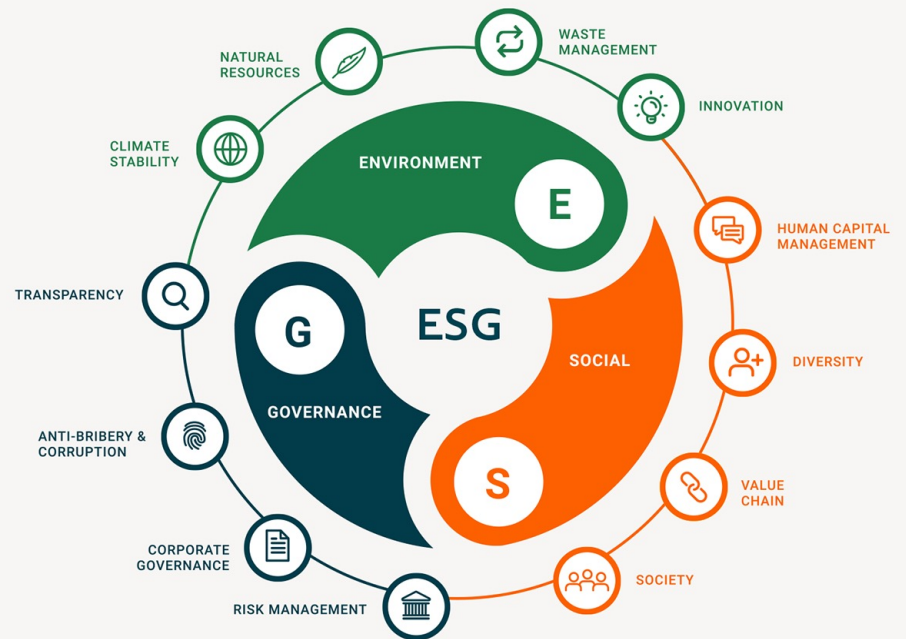 NATURAL
RESOURCES
WASTE
MANAGEMENT
INNOVATION
CLIMATE
STABILITY
ENVIRONMENT
E
HUMAN CAPITAL
MANAGEMENT
TRANSPARENCY
G
ESG
SOCIAL
DIVERSITY
GOVERNANCE
ANTI-BRIBERY &
CORRUPTION
S
VALUE
CHAIN
CORPORATE
GOVERNANCE
SOCIETY
RISK MANAGEMENT